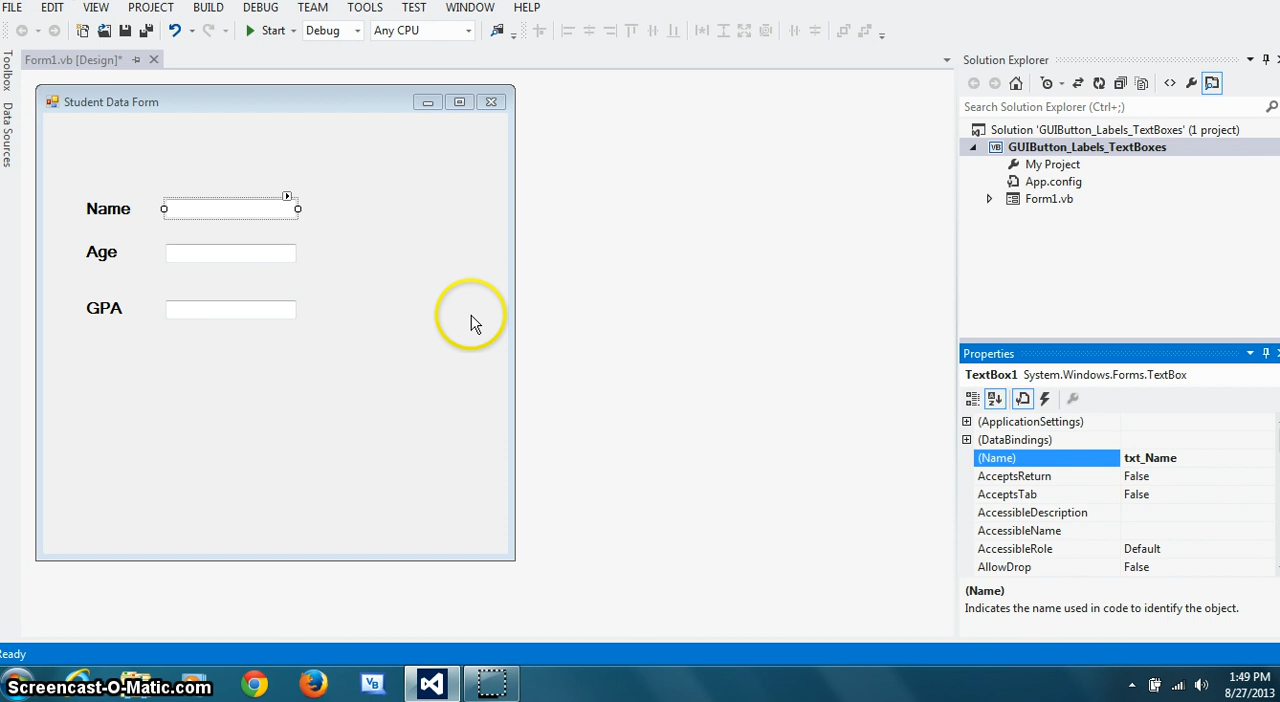 FILE EDIT VIEW PROJECT BUILD DEBUG TEAM TOOLS TEST WINDOW HELP
Start Debug Any CPU
Form1.vb [Design]*
Toolbox
Data Sources
Student Data Form
Name
Age
GPA
Solution Explorer
Search Solution Explorer (Ctrl+;)
Solution 'GUIButton_Labels_TextBoxes' (1 project)
VB GUIButton_Labels_TextBoxes
My Project
App.config
Form1.vb
Properties
TextBox1 System.Windows.Forms.TextBox
(ApplicationSettings)
(DataBindings)
(Name) txt_Name
AcceptsReturn False
AcceptsTab False
AccessibleDescription
AccessibleName
AccessibleRole Default
AllowDrop False
(Name)
Indicates the name used in code to identify the object.
Ready
VB
Screencast-O-Matic.com
1:49 PM
8/27/2013